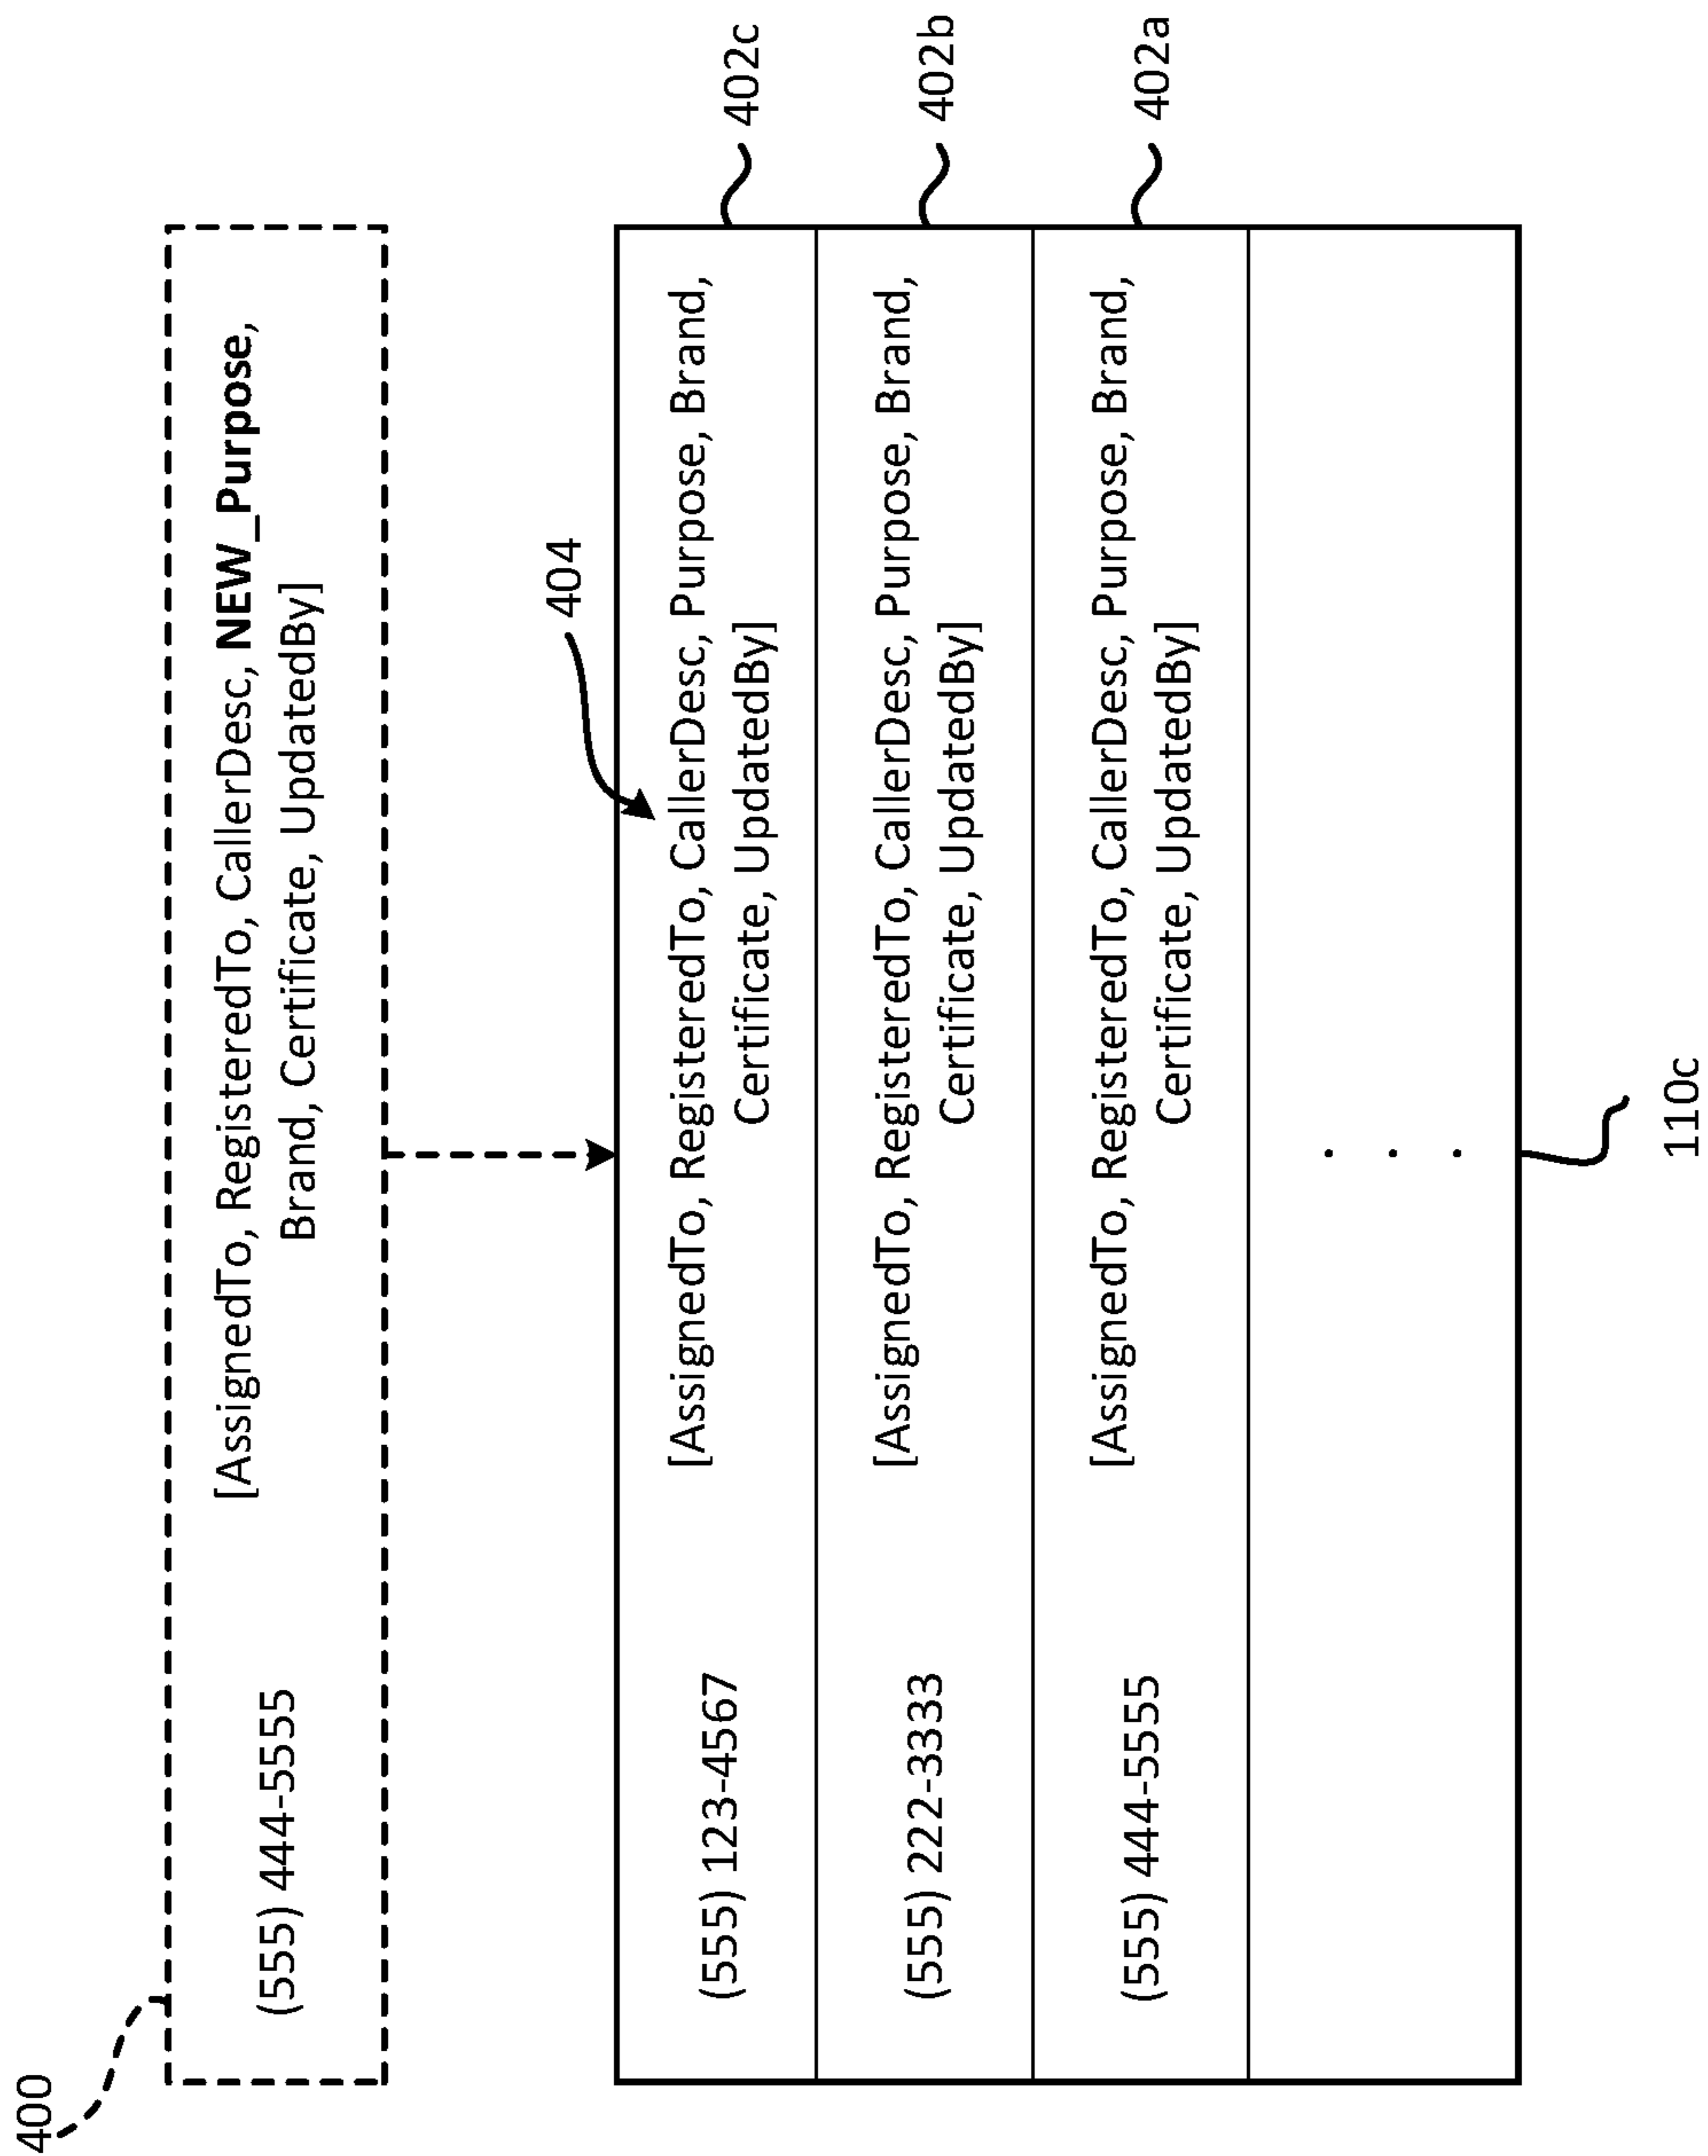 400
(555) 444-5555
[AssignedTo, RegisteredTo, CallerDesc, NEW_Purpose,
Brand, Certificate, UpdatedBy]
404
(555) 123-4567
[AssignedTo, RegisteredTo, CallerDesc, Purpose, Brand,
Certificate, UpdatedBy]
402c
(555) 222-3333
[AssignedTo, RegisteredTo, CallerDesc, Purpose, Brand,
Certificate, UpdatedBy]
402b
(555) 444-5555
[AssignedTo, RegisteredTo, CallerDesc, Purpose, Brand,
Certificate, UpdatedBy]
402a
. . .
110c